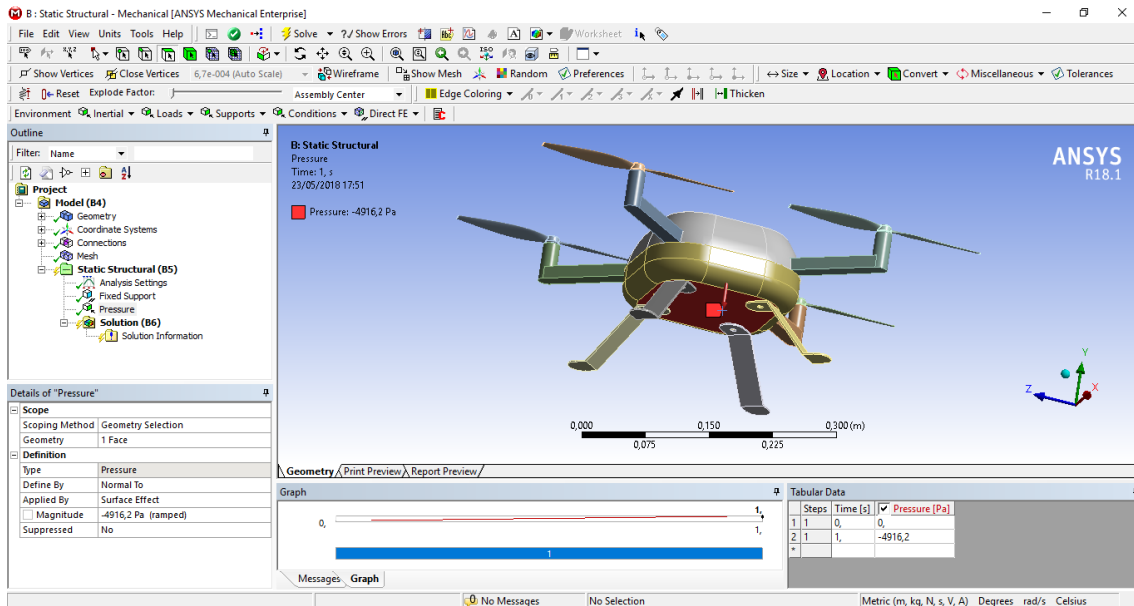 B : Static Structural - Mechanical [ANSYS Mechanical Enterprise]
File Edit View Units Tools Help Solve ?/ Show Errors Worksheet
Show Vertices Close Vertices 6,7e-004 (Auto Scale) Wireframe Show Mesh Random Preferences Size Location Convert Miscellaneous Tolerances
Reset Explode Factor: Assembly Center Edge Coloring Thicken
Environment Inertial Loads Supports Conditions Direct FE
Outline
Filter: Name
Project
Model (B4)
Geometry
Coordinate Systems
Connections
Mesh
Static Structural (B5)
Analysis Settings
Fixed Support
Pressure
Solution (B6)
Solution Information
Details of "Pressure"
Scope
Scoping Method Geometry Selection
Geometry 1 Face
Definition
Type Pressure
Define By Normal To
Applied By Surface Effect
Magnitude -4916,2 Pa (ramped)
Suppressed No
B: Static Structural
Pressure
Time: 1, s
23/05/2018 17:51
Pressure: -4916,2 Pa
ANSYS
R18.1
Y
Z
X
0,000 0,150 0,300 (m)
0,075 0,225
Geometry Print Preview Report Preview
Graph
1,
0,
1,
1
Messages Graph
Tabular Data
Steps Time [s] Pressure [Pa]
1 1 0, 0,
2 1 1, -4916,2
*
0 No Messages No Selection Metric (m, kg, N, s, V, A) Degrees rad/s Celsius